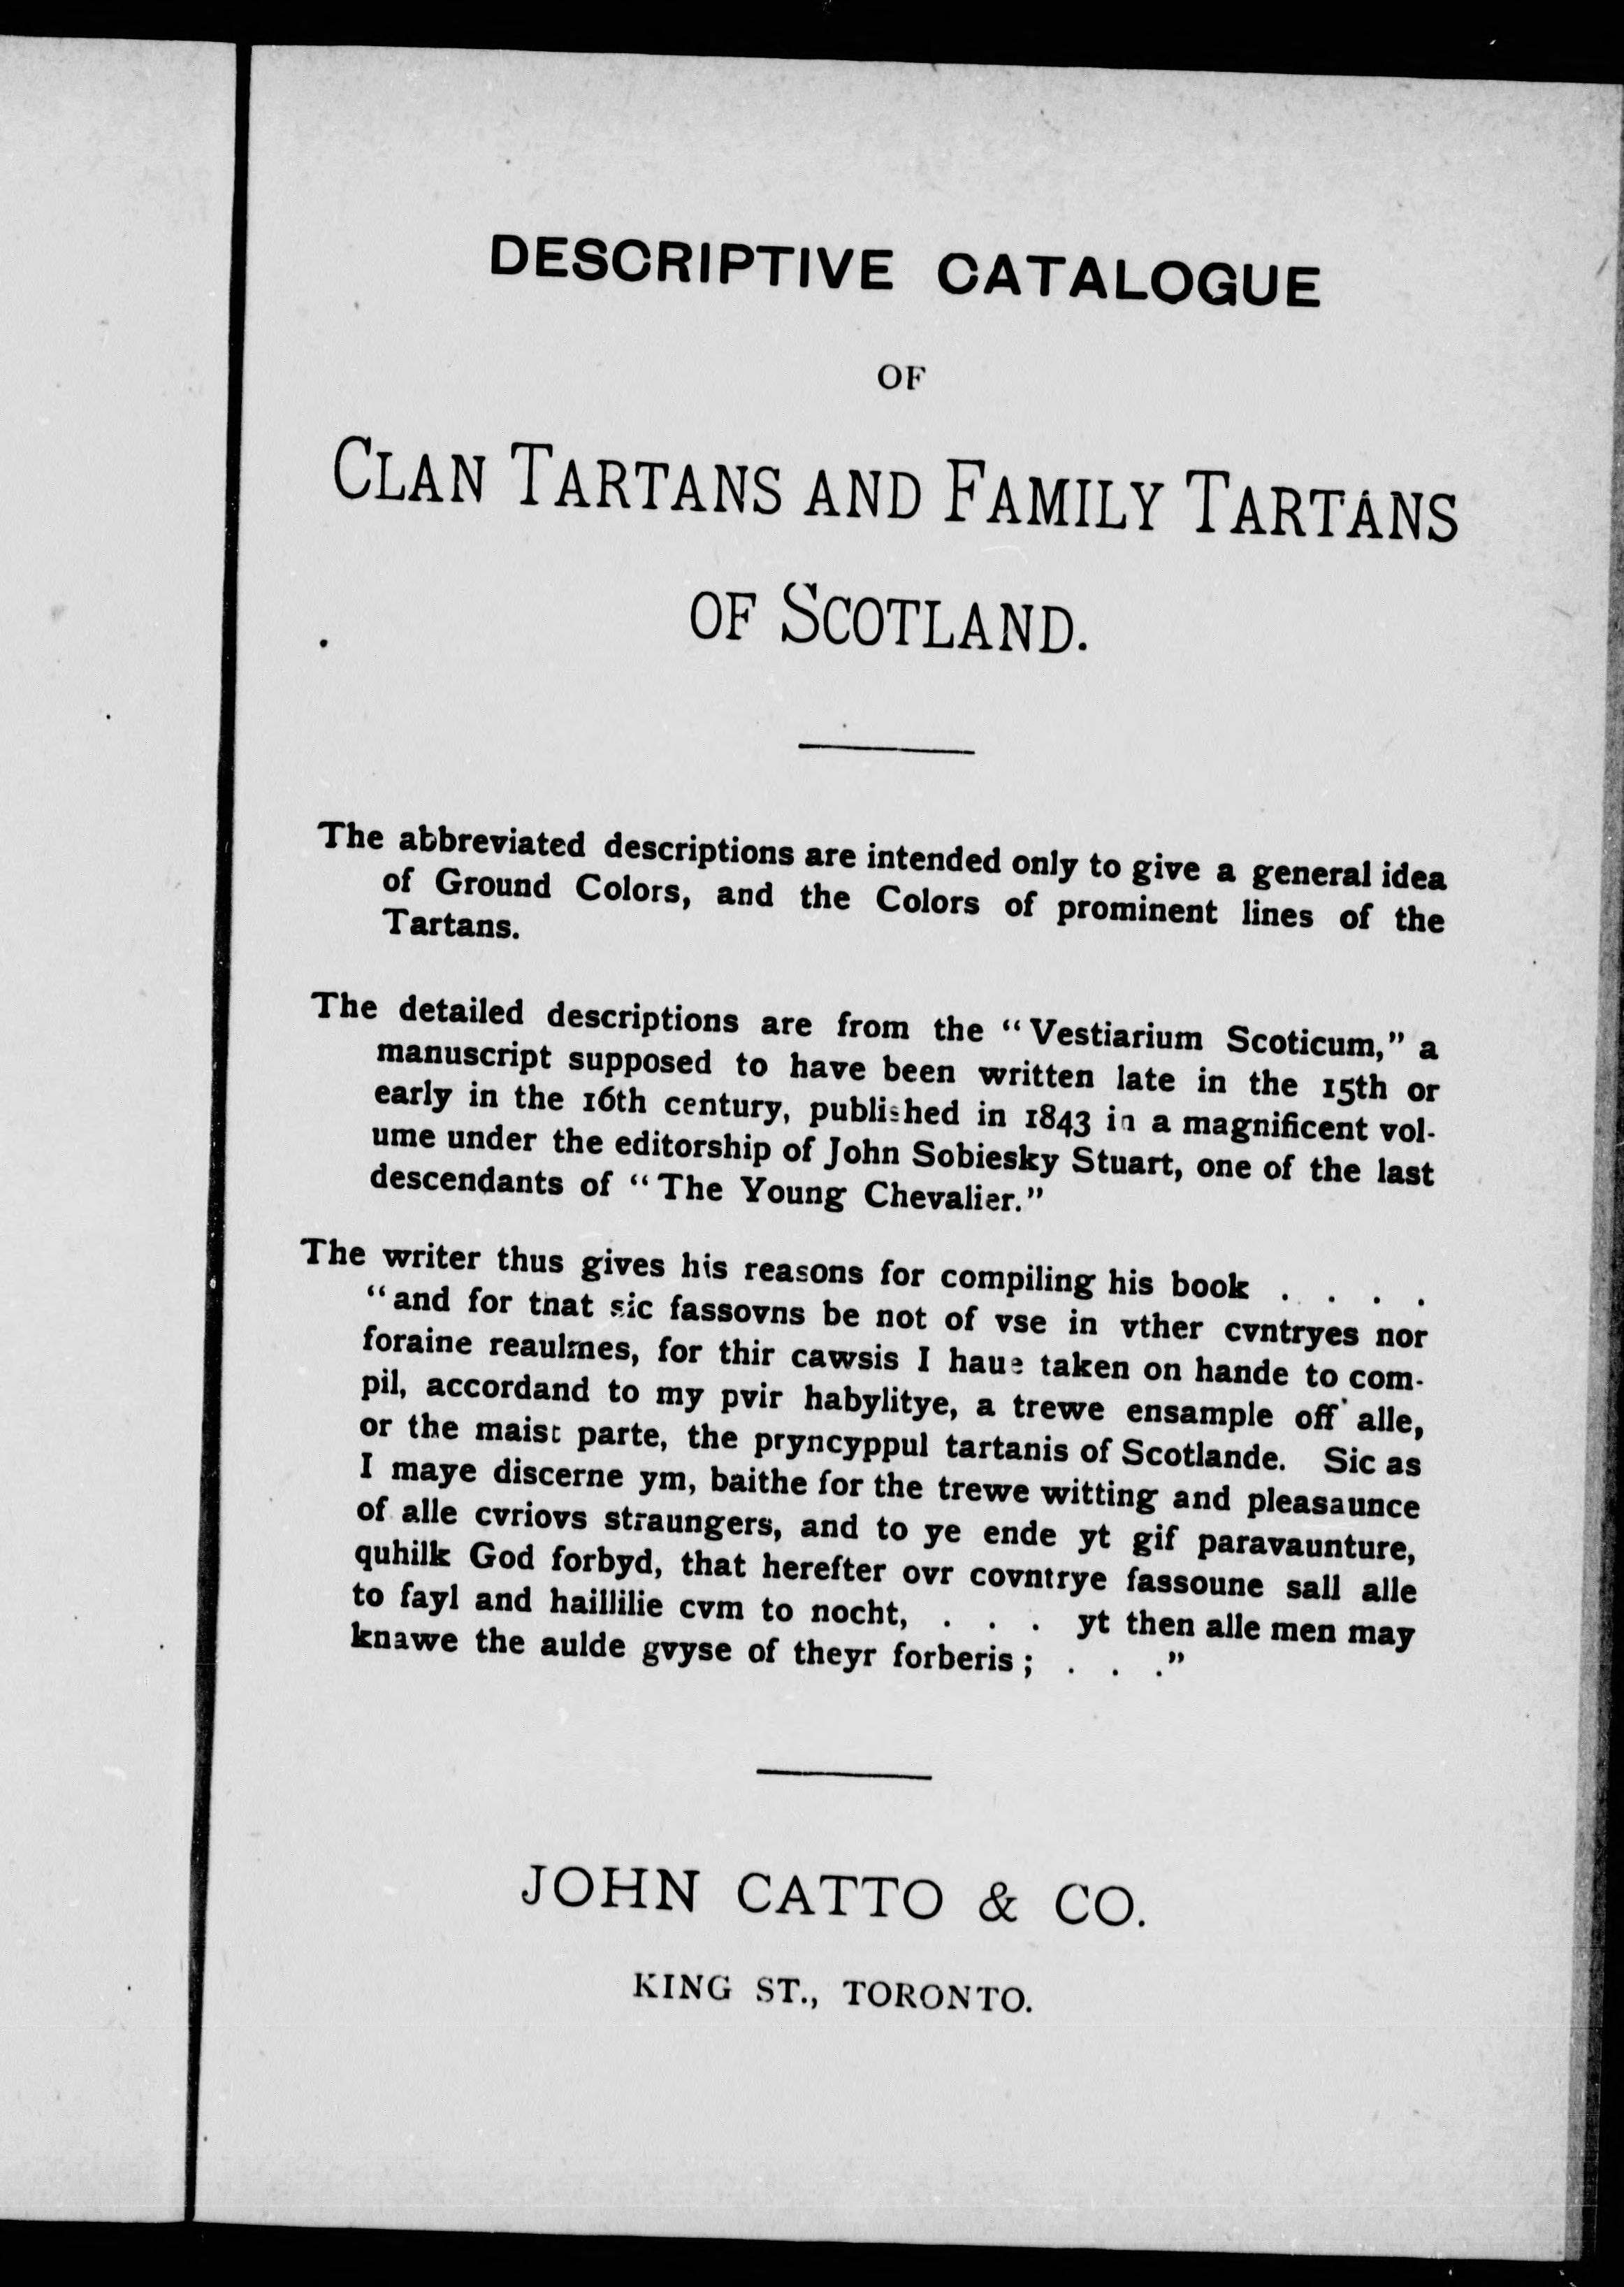 DESCRIPTIVE CATALOGUE
OF
CLAN TARTANS AND FAMILY TARTANS
OF SCOTLAND.
The abbreviated descriptions are intended only to give a general idea
of Ground Colors, and the Colors of prominent lines of the
Tartans.
The detailed descriptions are from the "Vestiarium Scoticum," a
manuscript supposed to have been written late in the 15th or
early in the 16th century, published in 1843 in a magnificent vol-
ume under the editorship of John Sobiesky Stuart, one of the last
descendants of "The Young Chevalier."
The writer thus gives his reasons for compiling his book . . . .
"and for that sic fassovns be not of vse in vther cvntryes nor
foraine reaulmes, for thir cawsis I haue taken on hande to com-
pil, accordand to my pvir habylitye, a trewe ensample off alle,
or the maist parte, the pryncyppul tartanis of Scotlande. Sic as
I maye discerne ym, baithe for the trewe witting and pleasaunce
of alle cvriovs straungers, and to ye ende yt gif paravaunture,
quhilk God forbyd, that herefter ovr covntrye fassoune sall alle
to fayl and haillilie cvm to nocht, . . . yt then alle men may
knawe the aulde gvyse of theyr forberis ; . . ."
JOHN CATTO & CO.
KING ST., TORONTO.